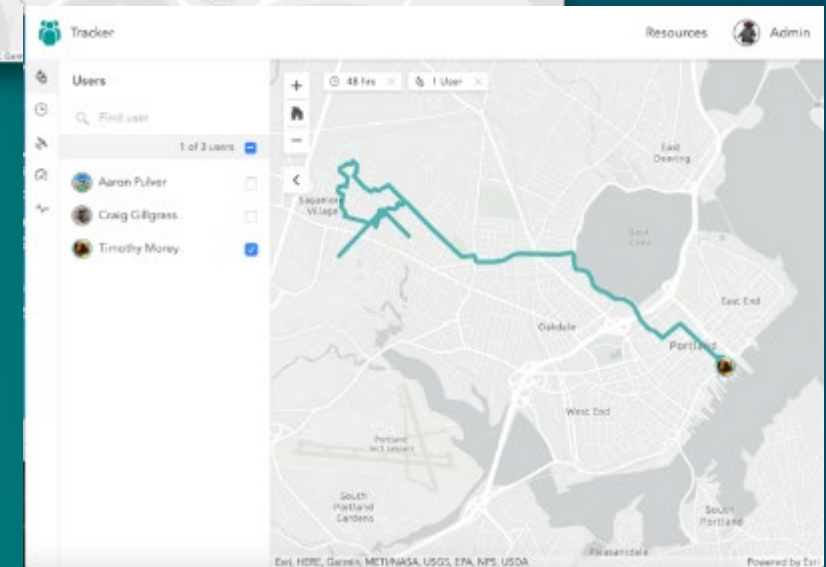 Tracker
Resources
Admin
Users
48 hrs
1 User
Find user
1 of 3 users
Aaron Pulver
Craig Gillgrass
Timothy Morey
Sagamore
Village
East
Deering
Back
Cove
East End
Oakdale
Portland
West End
Portland
Int'l Jetport
South
Portland
Gardens
South
Portland
Pleasantdale
Esri, HERE, Garmin, METI/NASA, USGS, EPA, NPS, USDA
Powered by Esri